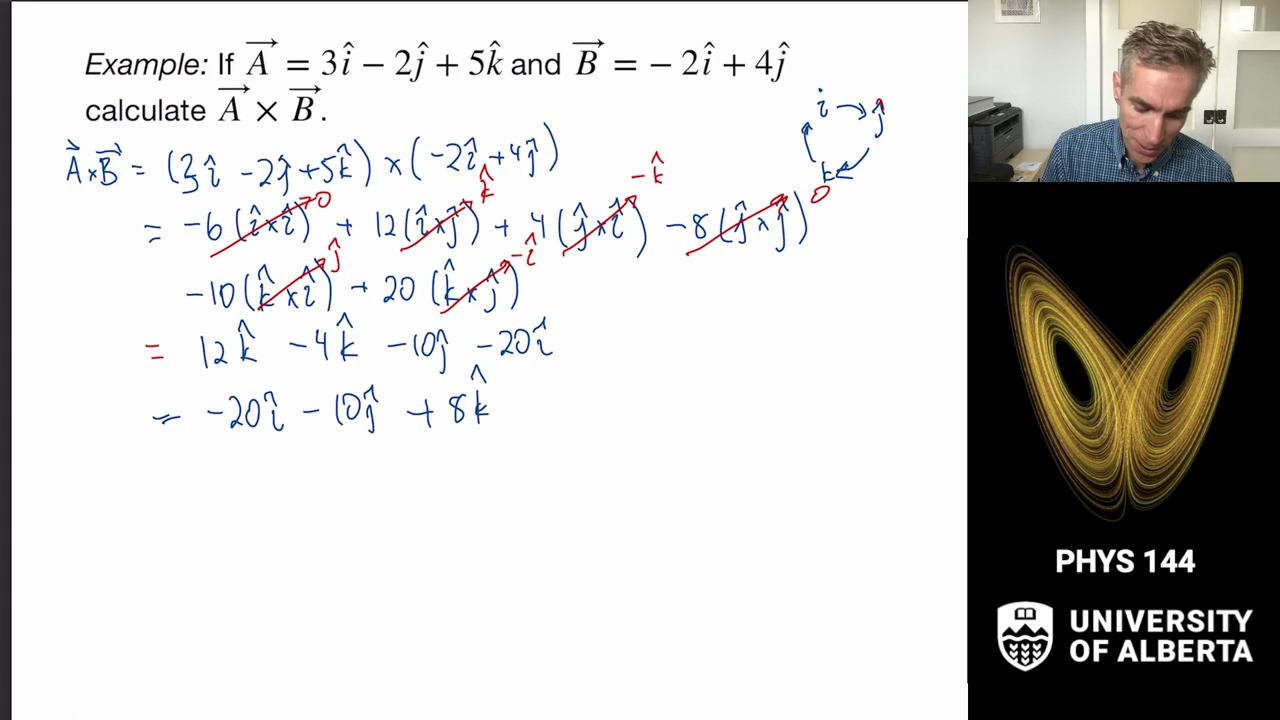 Example: If A⃗ = 3î − 2ĵ + 5k̂ and B⃗ = − 2î + 4ĵ
calculate A⃗ × B⃗ .
A⃗×B⃗ = (3î − 2ĵ + 5k̂) × (−2î + 4ĵ)
= −6(î×î) 0 + 12(î×ĵ) k̂ + 4(ĵ×î) −k̂ − 8(ĵ×ĵ) 0
−10(k̂×î) ĵ + 20(k̂×ĵ) −î
= 12k̂ − 4k̂ − 10ĵ − 20î
= −20î − 10ĵ + 8k̂
i j
k
PHYS 144
UNIVERSITY
OF ALBERTA